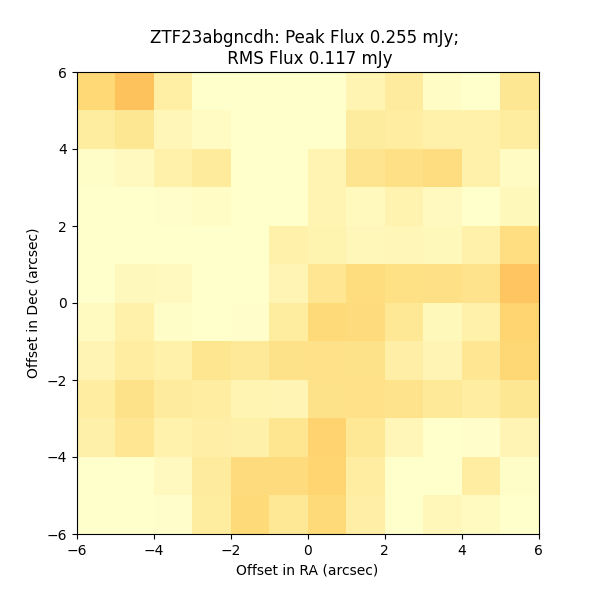 ZTF23abgncdh: Peak Flux 0.255 mJy;
RMS Flux 0.117 mJy
6
4
2
0
−2
−4
−6
Offset in Dec (arcsec)
−6 −4 −2 0 2 4 6
Offset in RA (arcsec)